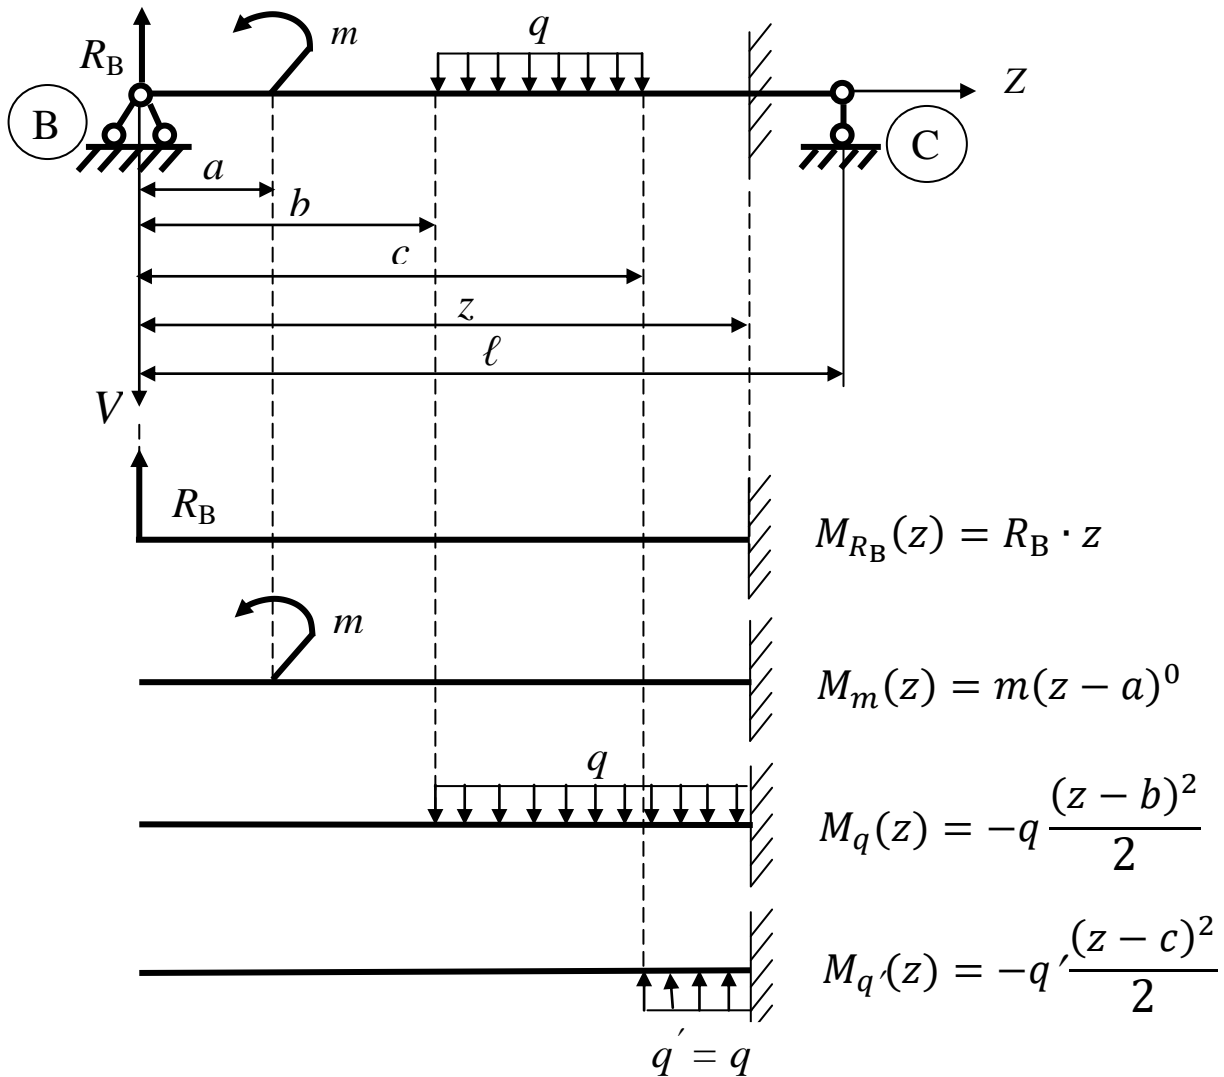 R_B
m
q
Z
B
C
a
b
c
z
ℓ
V
R_B
M_{R_B}(z) = R_B · z
m
M_m(z) = m(z − a)^0
q
M_q(z) = −q (z − b)^2 / 2
M_{q′}(z) = −q′ (z − c)^2 / 2
q′ = q